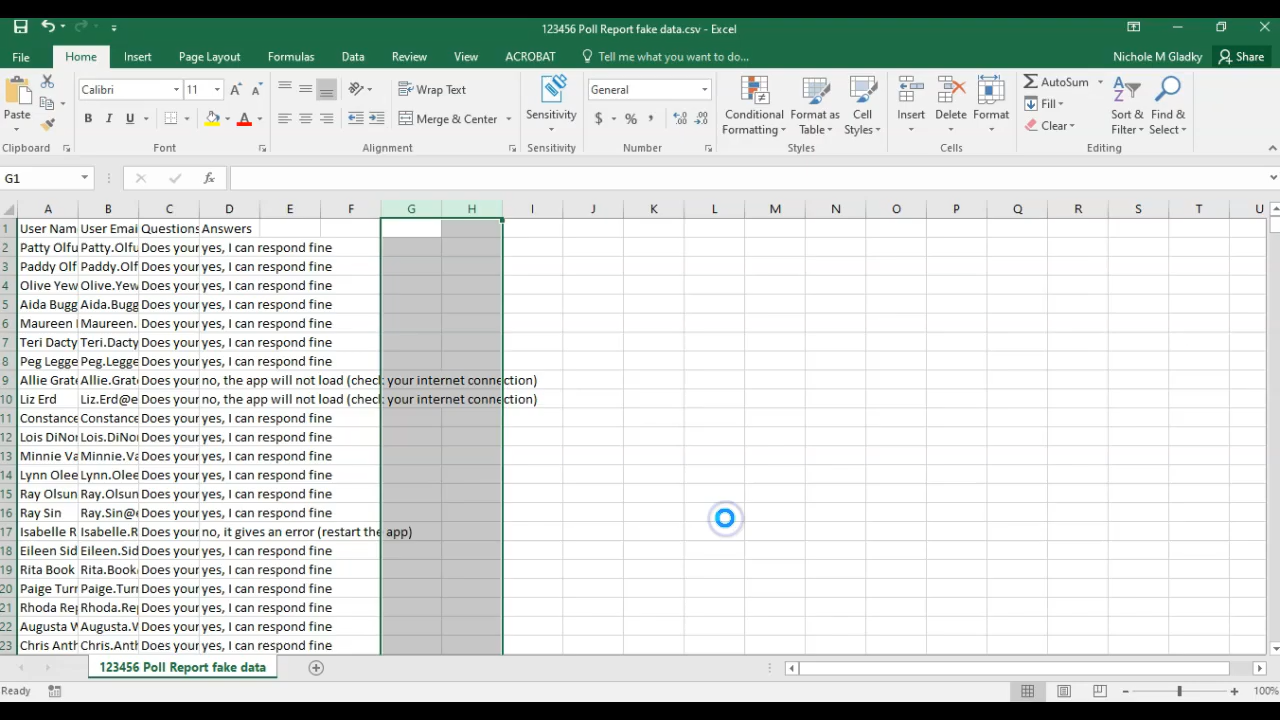 123456 Poll Report fake data.csv - Excel
File Home Insert Page Layout Formulas Data Review View ACROBAT Tell me what you want to do... Nichole M Gladky Share
Paste
Clipboard
Calibri 11
B I U A
Font
Wrap Text
Merge & Center
Alignment
Sensitivity
Sensitivity
General
$ % ,
Number
Conditional Formatting
Format as Table
Cell Styles
Styles
Insert Delete Format
Cells
AutoSum
Fill
Clear
Sort & Filter
Find & Select
Editing
G1 fx
A B C D E F G H I J K L M N O P Q R S T U
1 User Nam User Emai Questions Answers
2 Patty Olfu Patty.Olfu Does your yes, I can respond fine
3 Paddy Olf Paddy.Olf Does your yes, I can respond fine
4 Olive Yew Olive.Yew Does your yes, I can respond fine
5 Aida Bugg Aida.Bugg Does your yes, I can respond fine
6 Maureen Maureen. Does your yes, I can respond fine
7 Teri Dacty Teri.Dacty Does your yes, I can respond fine
8 Peg Legge Peg.Legge Does your yes, I can respond fine
9 Allie Grate Allie.Grat Does your no, the app will not load (check your internet connection)
10 Liz Erd Liz.Erd@e Does your no, the app will not load (check your internet connection)
11 Constance Constance Does your yes, I can respond fine
12 Lois DiNo Lois.DiNo Does your yes, I can respond fine
13 Minnie Va Minnie.Va Does your yes, I can respond fine
14 Lynn Olee Lynn.Olee Does your yes, I can respond fine
15 Ray Olsun Ray.Olsun Does your yes, I can respond fine
16 Ray Sin Ray.Sin@e Does your yes, I can respond fine
17 Isabelle R Isabelle.R Does your no, it gives an error (restart the app)
18 Eileen Sid Eileen.Sid Does your yes, I can respond fine
19 Rita Book Rita.Book Does your yes, I can respond fine
20 Paige Turn Paige.Turn Does your yes, I can respond fine
21 Rhoda Rep Rhoda.Rep Does your yes, I can respond fine
22 Augusta W Augusta.W Does your yes, I can respond fine
23 Chris Anth Chris.Anth Does your yes, I can respond fine
123456 Poll Report fake data
Ready 100%